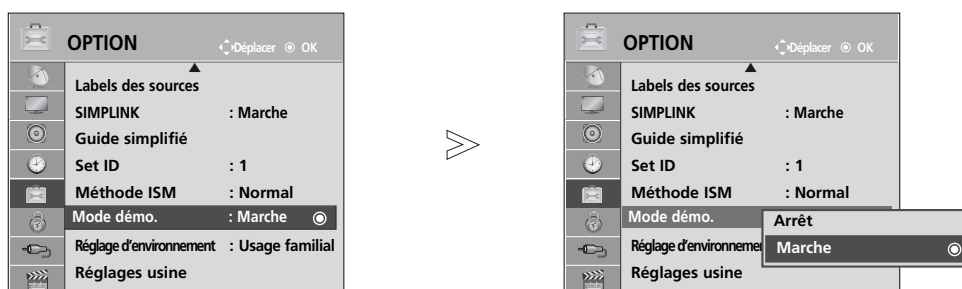 OPTION
Déplacer OK
Labels des sources
SIMPLINK : Marche
Guide simplifié
Set ID : 1
Méthode ISM : Normal
Mode démo. : Marche
Réglage d'environnement : Usage familial
Réglages usine
OPTION
Déplacer OK
Labels des sources
SIMPLINK : Marche
Guide simplifié
Set ID : 1
Méthode ISM : Normal
Mode démo.
Arrêt
Réglage d'environneme
Marche
Réglages usine